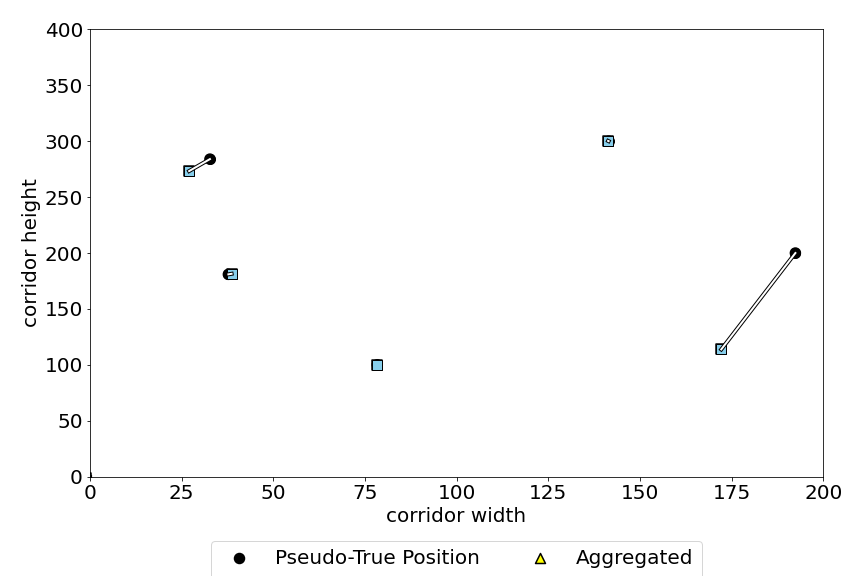 400
350
300
250
200
150
100
50
0
corridor height
0 25 50 75 100 125 150 175 200
corridor width
Pseudo-True Position Aggregated